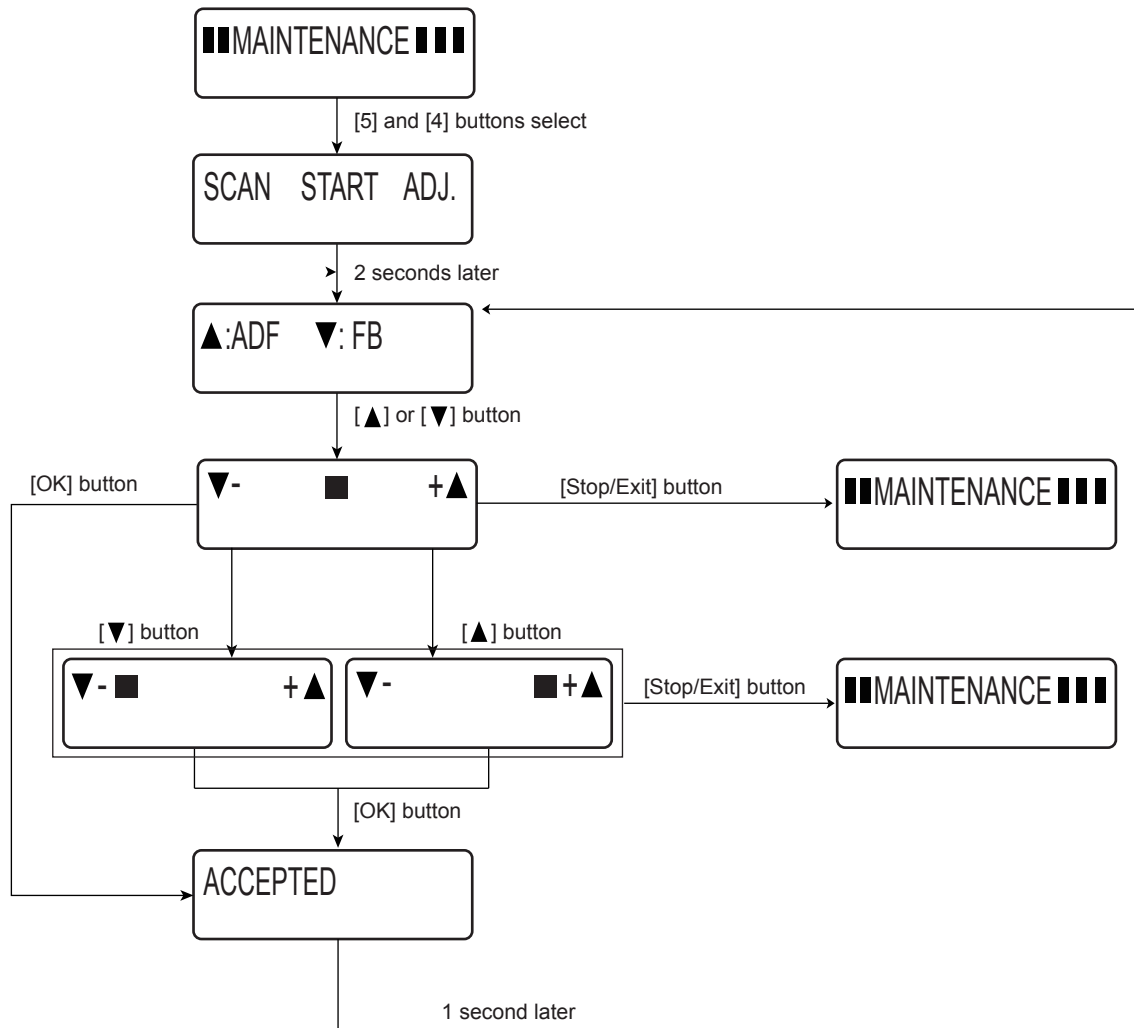 ▮▮MAINTENANCE▮▮▮
[5] and [4] buttons select
SCAN START ADJ.
2 seconds later
▲:ADF ▼: FB
[▲] or [▼] button
[OK] button
▼- ■ +▲
[Stop/Exit] button
▮▮MAINTENANCE▮▮▮
[▼] button
[▲] button
▼-■ +▲
▼- ■+▲
[Stop/Exit] button
▮▮MAINTENANCE▮▮▮
[OK] button
ACCEPTED
1 second later